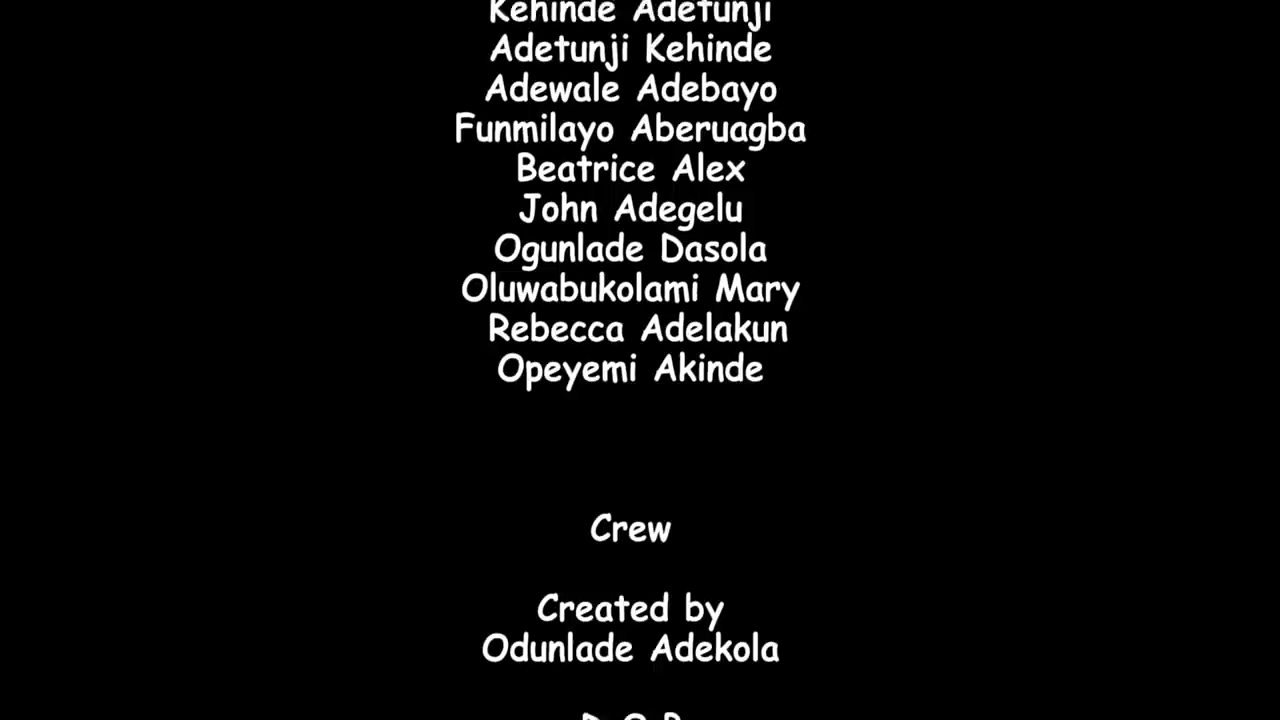 Kehinde Adetunji
Adetunji Kehinde
Adewale Adebayo
Funmilayo Aberuagba
Beatrice Alex
John Adegelu
Ogunlade Dasola
Oluwabukolami Mary
Rebecca Adelakun
Opeyemi Akinde
Crew
Created by
Odunlade Adekola